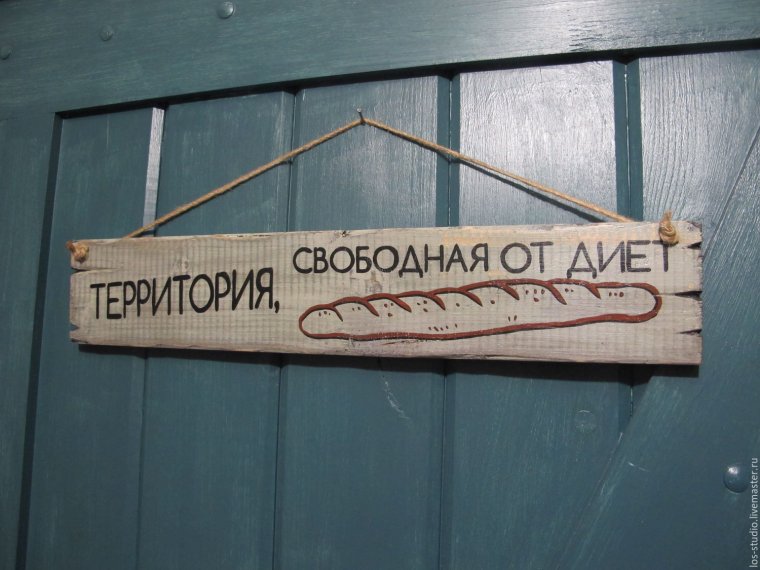 ТЕРРИТОРИЯ,
СВОБОДНАЯ ОТ ДИЕТ
los-studio.livemaster.ru